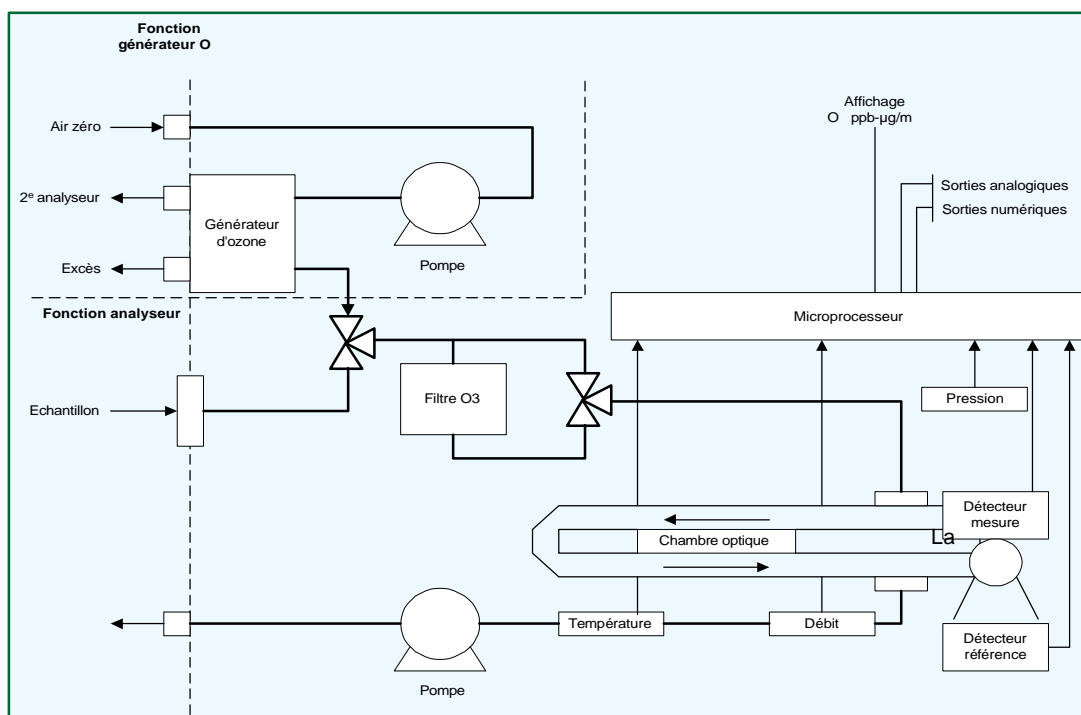 Fonction
générateur O
Air zéro
2e analyseur
Excès
Générateur
d'ozone
Pompe
Affichage
O ppb-µg/m
Sorties analogiques
Sorties numériques
Fonction analyseur
Microprocesseur
Echantillon
Filtre O3
Pression
Détecteur
mesure
Chambre optique
La
Température
Débit
Détecteur
référence
Pompe